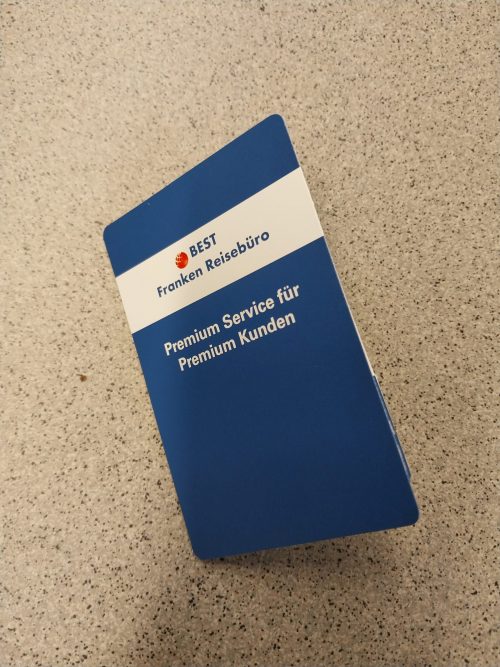 BEST
Franken Reisebüro
Premium Service für
Premium Kunden